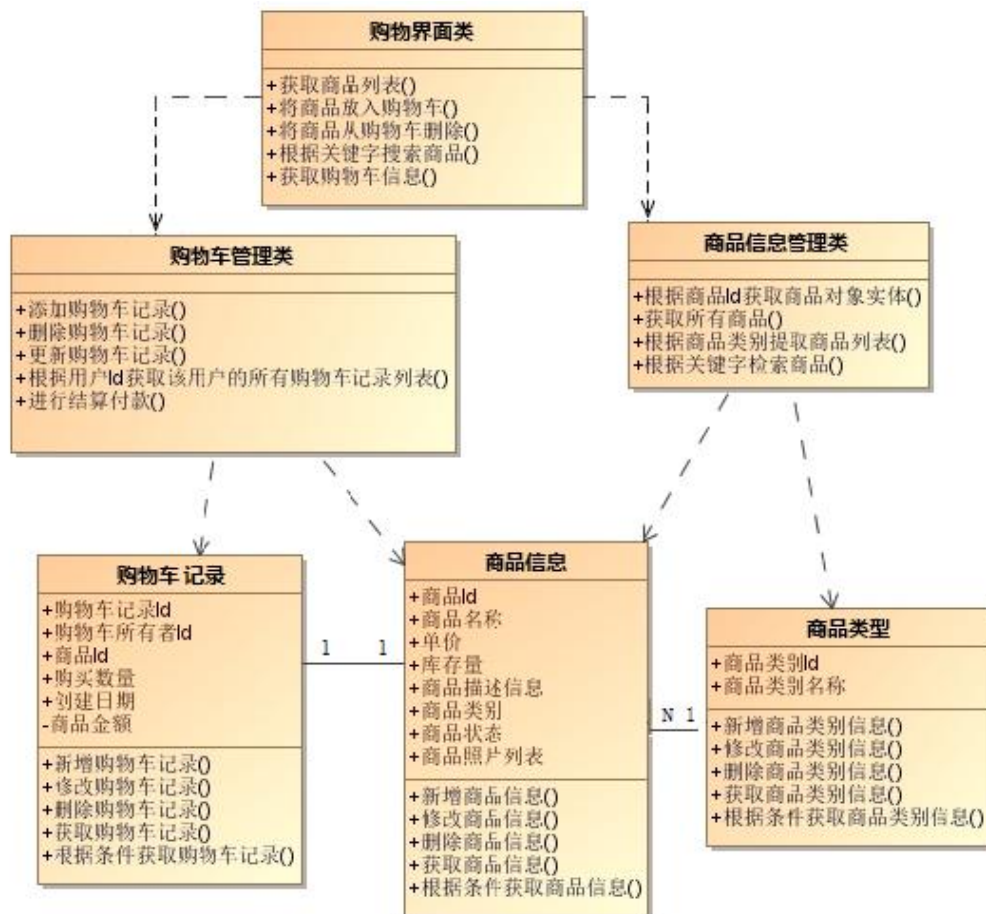 购物界面类
+获取商品列表()
+将商品放入购物车()
+将商品从购物车删除()
+根据关键字搜索商品()
+获取购物车信息()
购物车管理类
+添加购物车记录()
+删除购物车记录()
+更新购物车记录()
+根据用户Id获取该用户的所有购物车记录列表()
+进行结算付款()
商品信息管理类
+根据商品Id获取商品对象实体()
+获取所有商品()
+根据商品类别提取商品列表()
+根据关键字检索商品()
购物车 记录
+购物车记录Id
+购物车所有者Id
+商品Id
+购买数量
+创建日期
-商品金额
+新增购物车记录()
+修改购物车记录()
+删除购物车记录()
+获取购物车记录()
+根据条件获取购物车记录()
1 1
商品信息
+商品Id
+商品名称
+单价
+库存量
+商品描述信息
+商品类别
+商品状态
+商品照片列表
+新增商品信息()
+修改商品信息()
+删除商品信息()
+获取商品信息()
+根据条件获取商品信息()
N 1
商品类型
+商品类别Id
+商品类别名称
+新增商品类别信息()
+修改商品类别信息()
+删除商品类别信息()
+获取商品类别信息()
+根据条件获取商品类别信息()